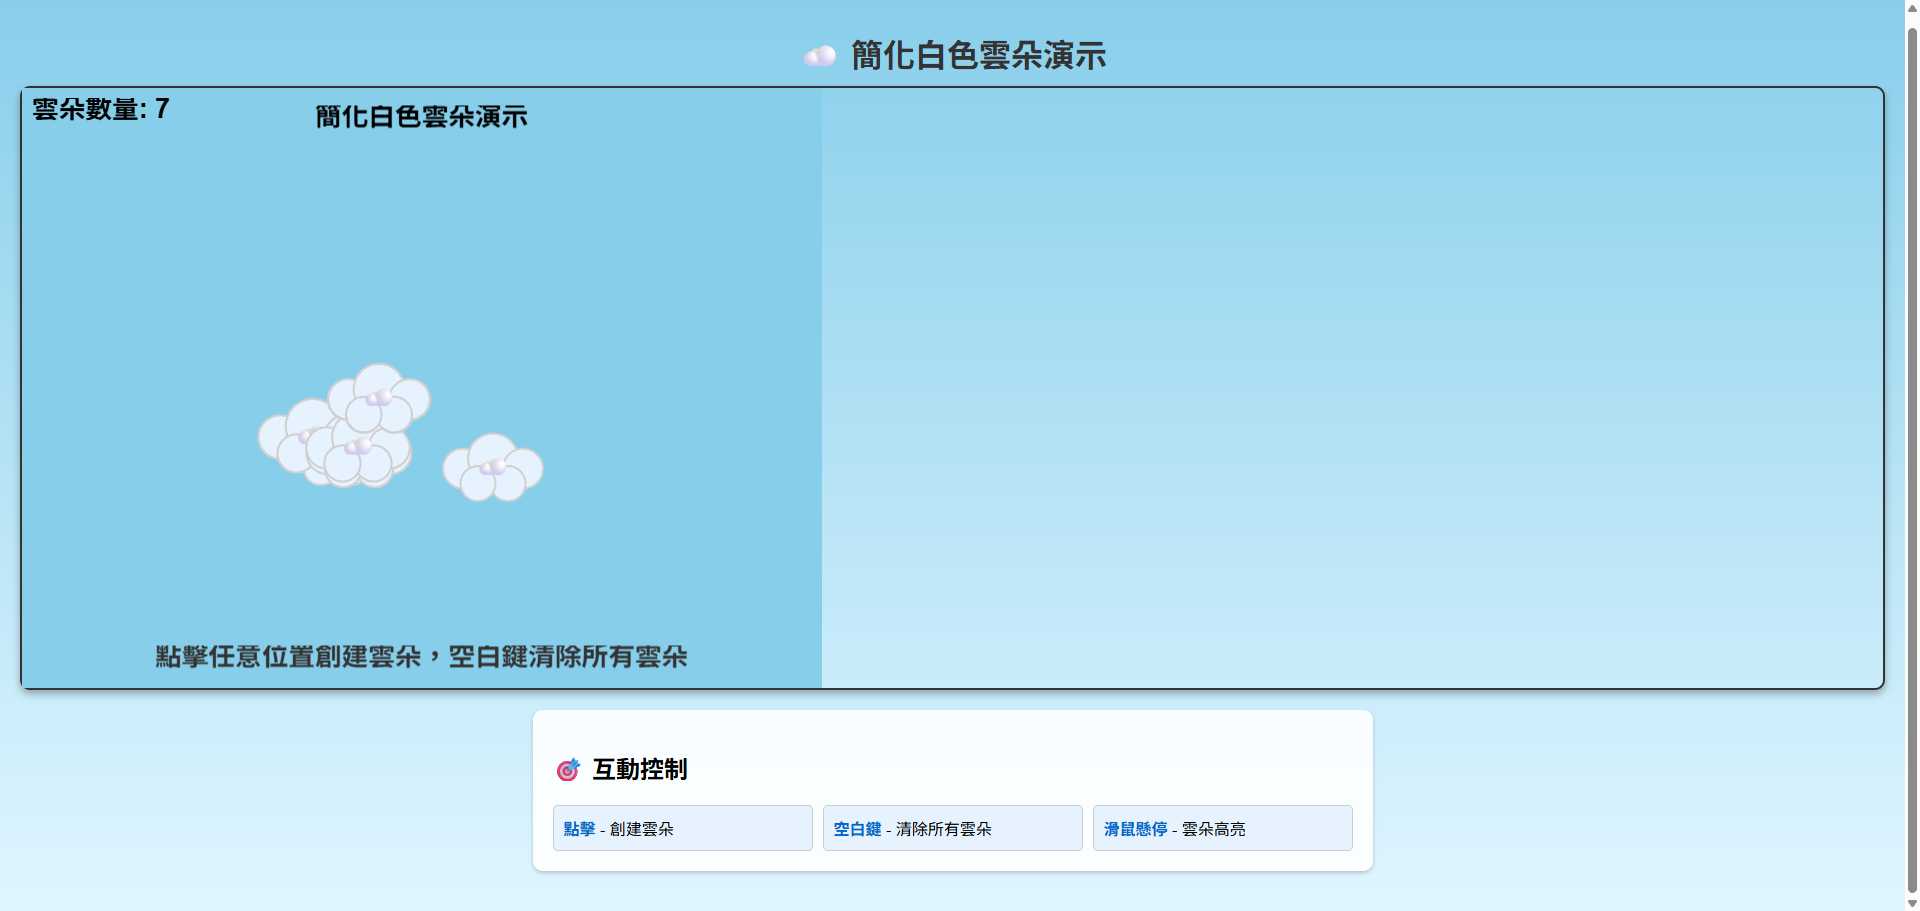 簡化白色雲朵演示
雲朵數量: 7
簡化白色雲朵演示
點擊任意位置創建雲朵，空白鍵清除所有雲朵
互動控制
點擊 - 創建雲朵
空白鍵 - 清除所有雲朵
滑鼠懸停 - 雲朵高亮